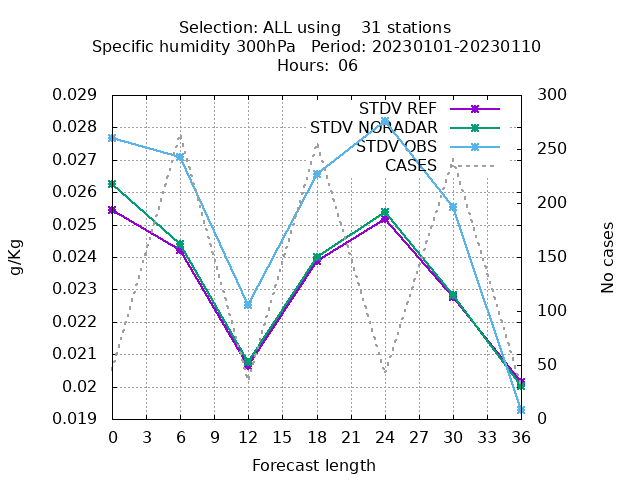 Selection: ALL using    31 stations
Specific humidity 300hPa   Period: 20230101-20230110
Hours: 06
STDV REF
STDV NORADAR
STDV OBS
CASES
0.029
0.028
0.027
0.026
0.025
0.024
0.023
0.022
0.021
0.02
0.019
300
250
200
150
100
50
0
g/Kg
No cases
0 3 6 9 12 15 18 21 24 27 30 33 36
Forecast length